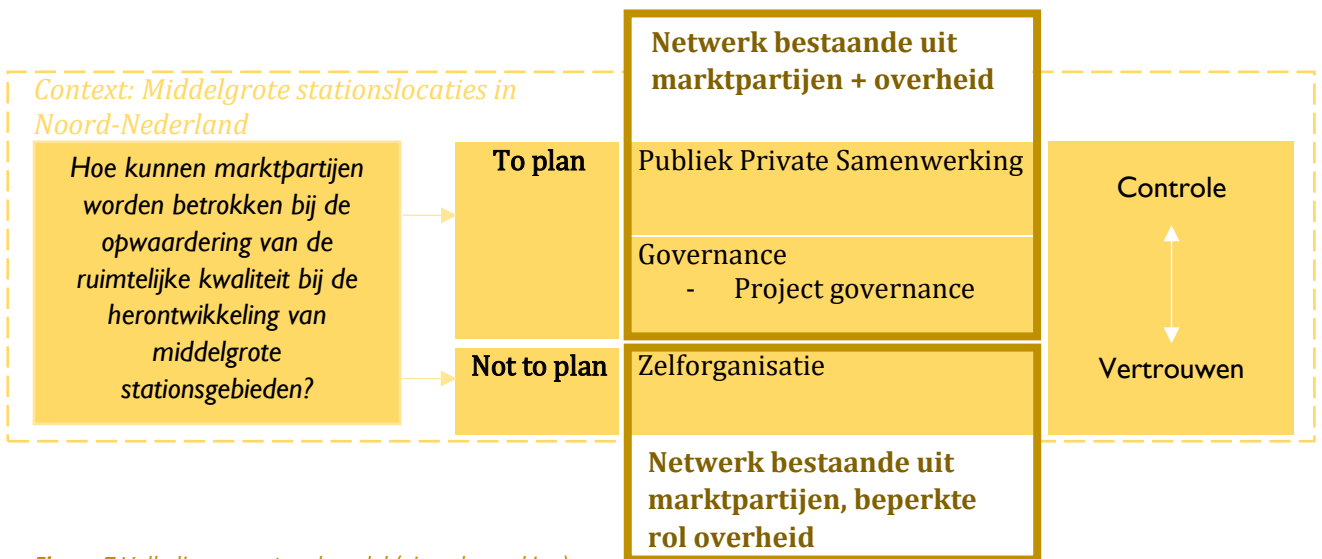 Netwerk bestaande uit
marktpartijen + overheid
Context: Middelgrote stationslocaties in
Noord-Nederland
Hoe kunnen marktpartijen
worden betrokken bij de
opwaardering van de
ruimtelijke kwaliteit bij de
herontwikkeling van
middelgrote
stationsgebieden?
To plan
Publiek Private Samenwerking
Governance
- Project governance
Not to plan
Zelforganisatie
Controle
Vertrouwen
Netwerk bestaande uit
marktpartijen, beperkte
rol overheid